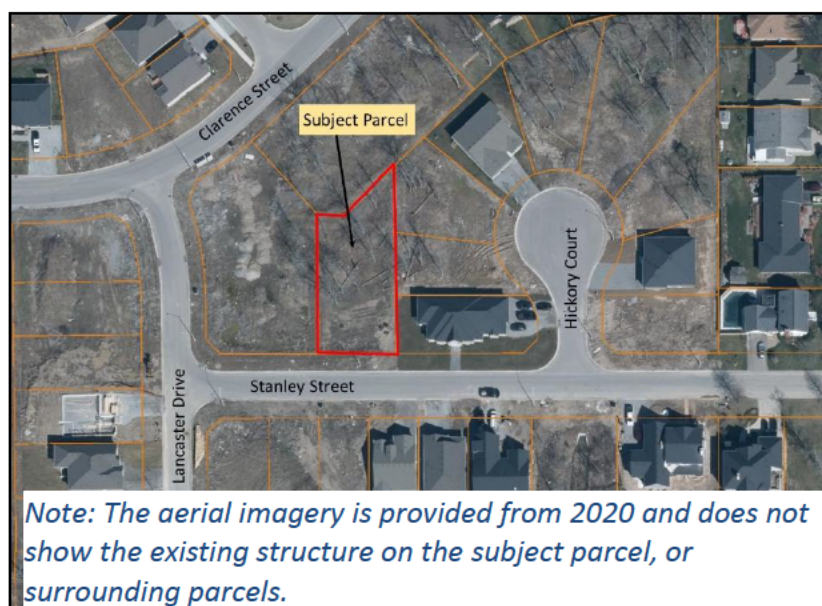 Clarence Street
Subject Parcel
Hickory Court
Stanley Street
Lancaster Drive
Note: The aerial imagery is provided from 2020 and does not
show the existing structure on the subject parcel, or
surrounding parcels.